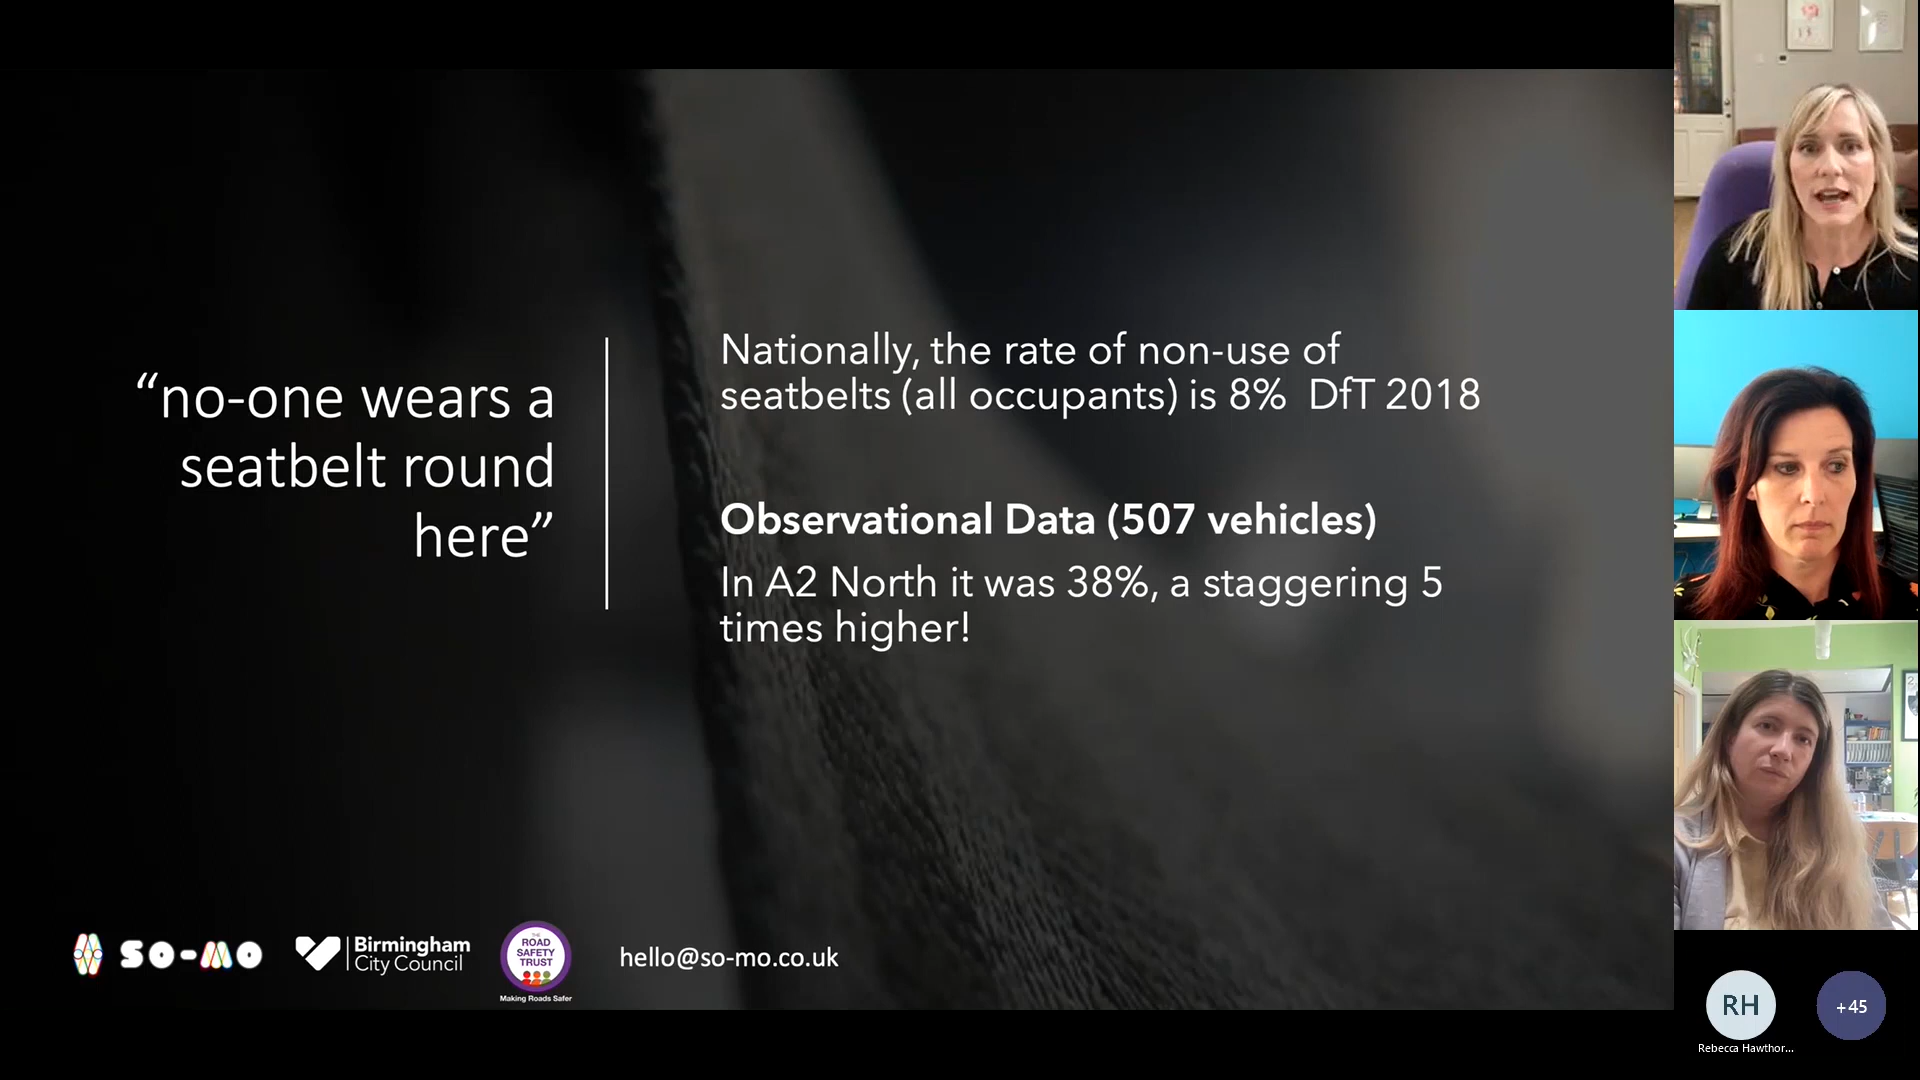 “no-one wears a
seatbelt round
here”
Nationally, the rate of non-use of
seatbelts (all occupants) is 8%  DfT 2018
Observational Data (507 vehicles)
In A2 North it was 38%, a staggering 5
times higher!
SO-MO
Birmingham
City Council
THE
ROAD
SAFETY
TRUST
Making Roads Safer
hello@so-mo.co.uk
RH
+45
Rebecca Hawthor...